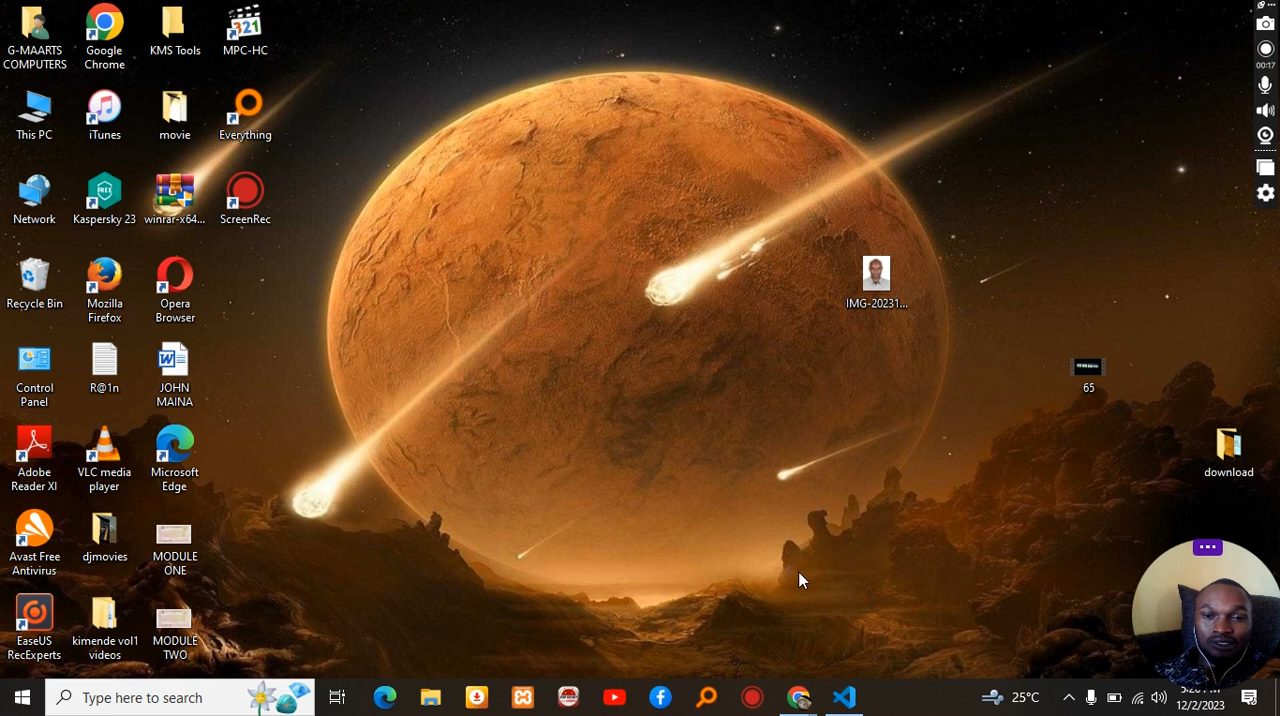 G-MAARTS
COMPUTERS
Google
Chrome
KMS Tools
321
MPC-HC
This PC
iTunes
movie
Everything
Network
FREE
Kaspersky 23
winrar-x64...
ScreenRec
Recycle Bin
Mozilla
Firefox
Opera
Browser
Control
Panel
R@1n
JOHN
MAINA
Adobe
Reader XI
VLC media
player
Microsoft
Edge
Avast Free
Antivirus
djmovies
MODULE
ONE
EaseUS
RecExperts
kimende vol1
videos
MODULE
TWO
IMG-20231...
65
download
00:17
Type here to search
25°C
12/2/2023